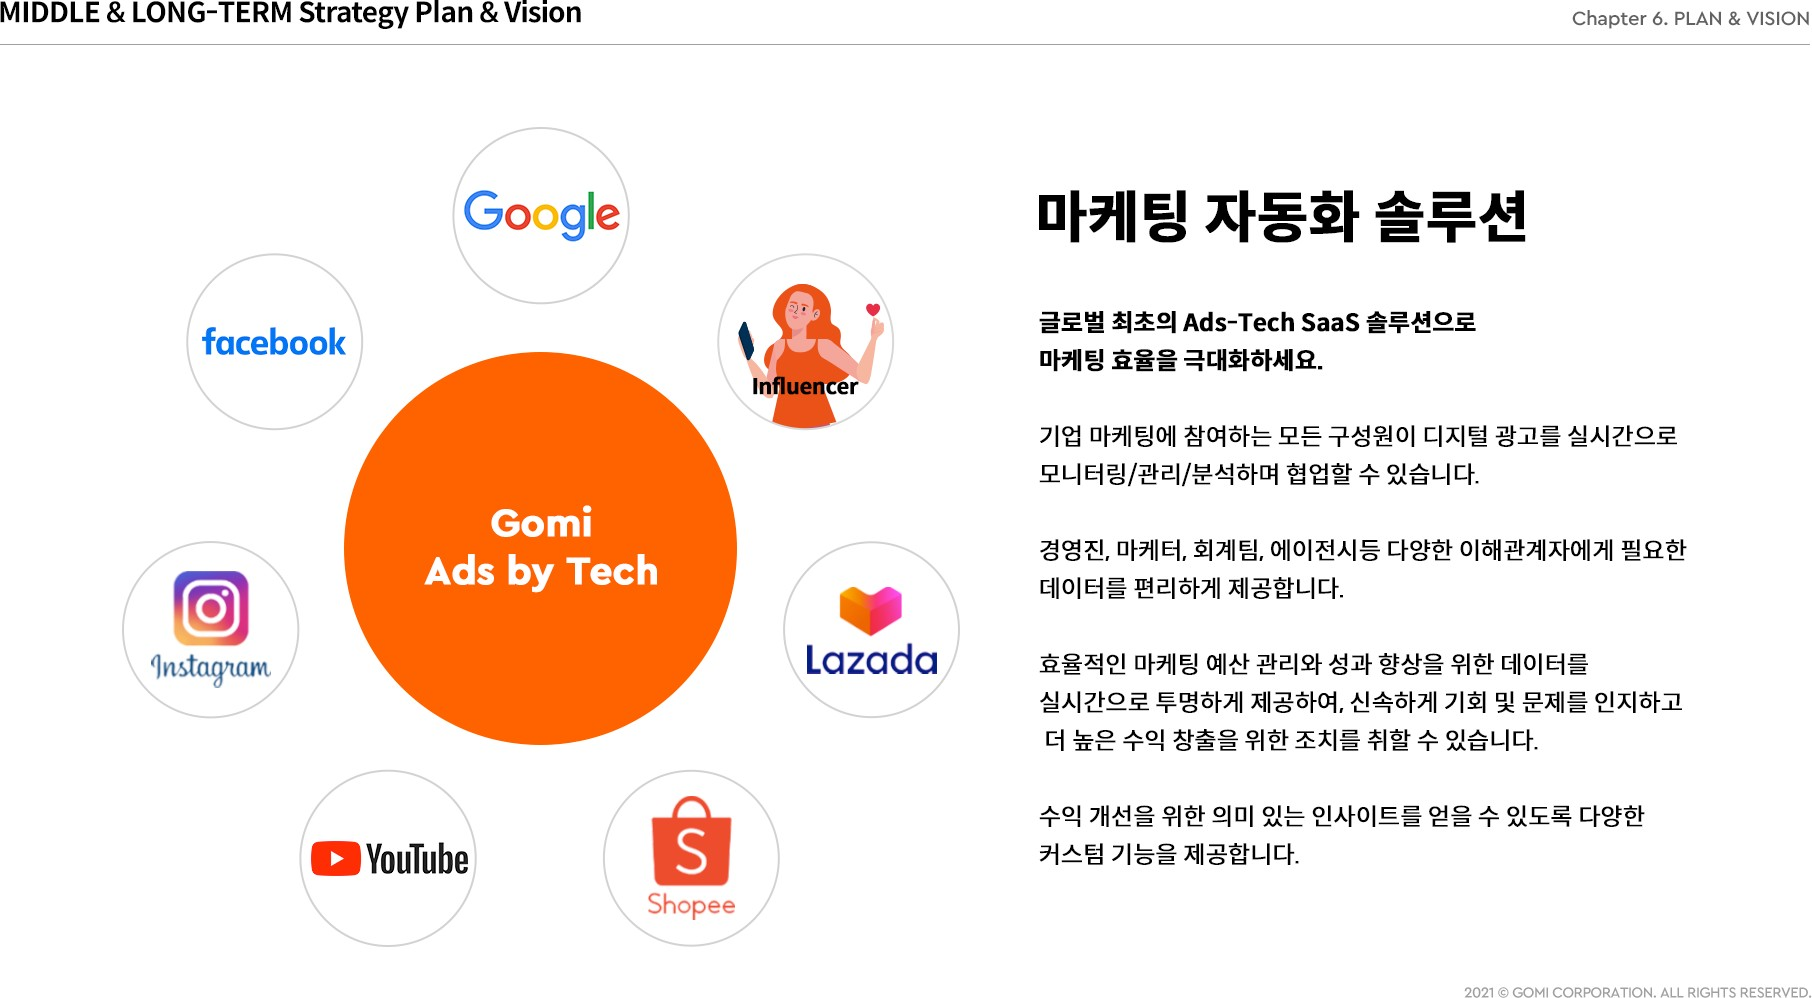 MIDDLE & LONG-TERM Strategy Plan & Vision
Chapter 6. PLAN & VISION
Google
facebook
Influencer
Gomi
Ads by Tech
Instagram
Lazada
YouTube
S
Shopee
마케팅 자동화 솔루션
글로벌 최초의 Ads-Tech SaaS 솔루션으로
마케팅 효율을 극대화하세요.
기업 마케팅에 참여하는 모든 구성원이 디지털 광고를 실시간으로
모니터링/관리/분석하며 협업할 수 있습니다.
경영진, 마케터, 회계팀, 에이전시등 다양한 이해관계자에게 필요한
데이터를 편리하게 제공합니다.
효율적인 마케팅 예산 관리와 성과 향상을 위한 데이터를
실시간으로 투명하게 제공하여, 신속하게 기회 및 문제를 인지하고
더 높은 수익 창출을 위한 조치를 취할 수 있습니다.
수익 개선을 위한 의미 있는 인사이트를 얻을 수 있도록 다양한
커스텀 기능을 제공합니다.
2021 © GOMI CORPORATION. ALL RIGHTS RESERVED.